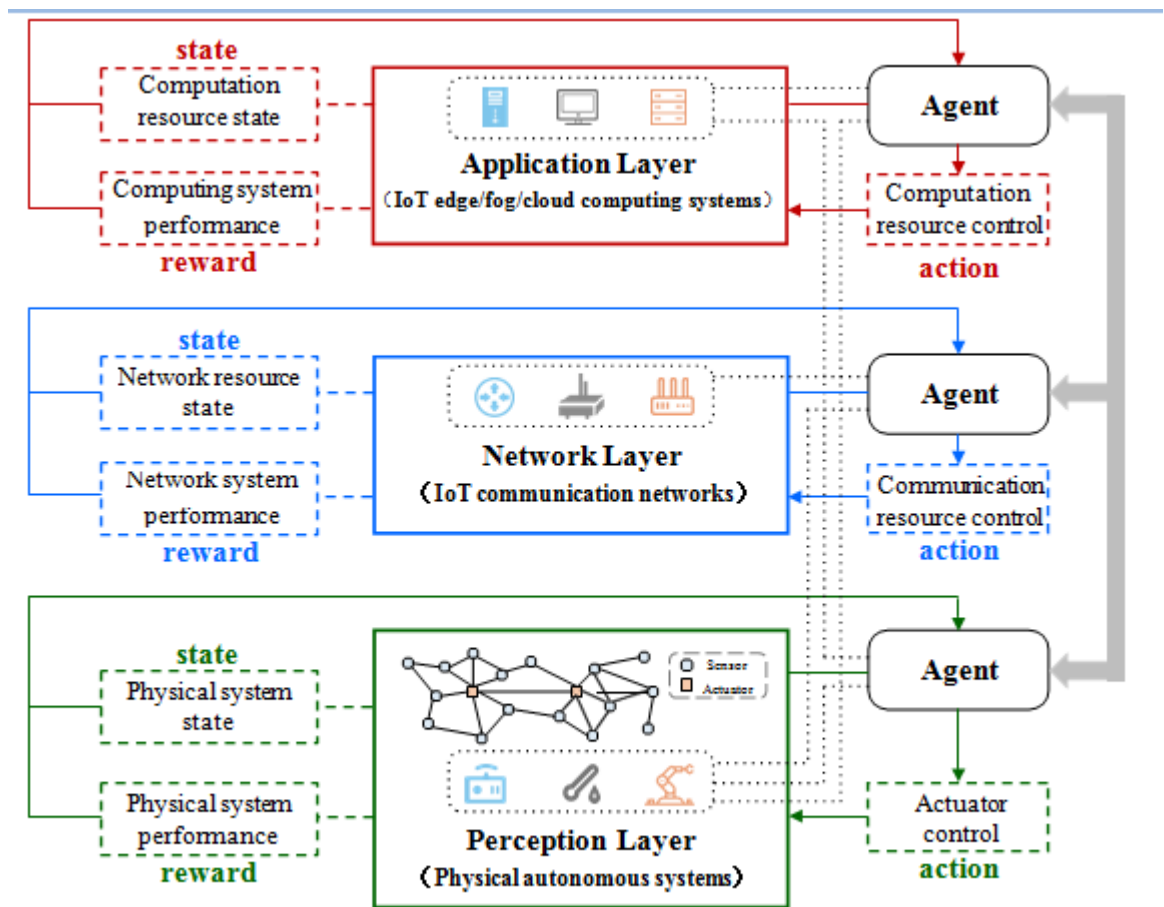 state
Computation
resource state
Computing system
performance
reward
Application Layer
(IoT edge/fog/cloud computing systems)
Agent
Computation
resource control
action
state
Network resource
state
Network system
performance
reward
Network Layer
(IoT communication networks)
Agent
Communication
resource control
action
state
Physical system
state
Physical system
performance
reward
Sensor
Actuator
Perception Layer
(Physical autonomous systems)
Agent
Actuator
control
action